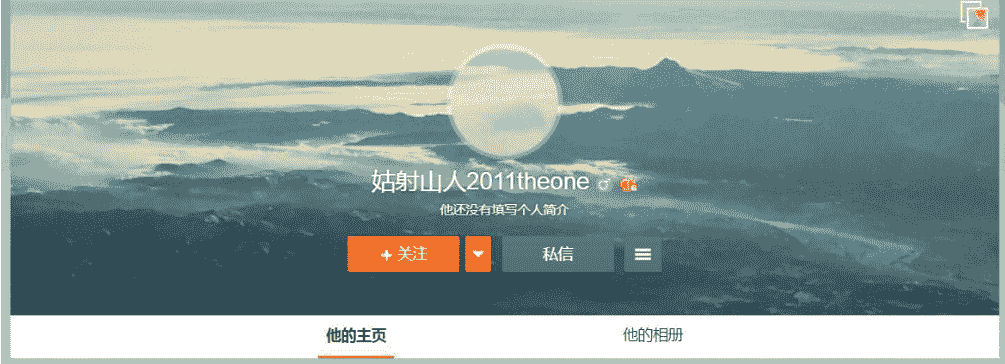 姑射山人2011theone
他还没有填写个人简介
+ 关注
私信
他的主页
他的相册